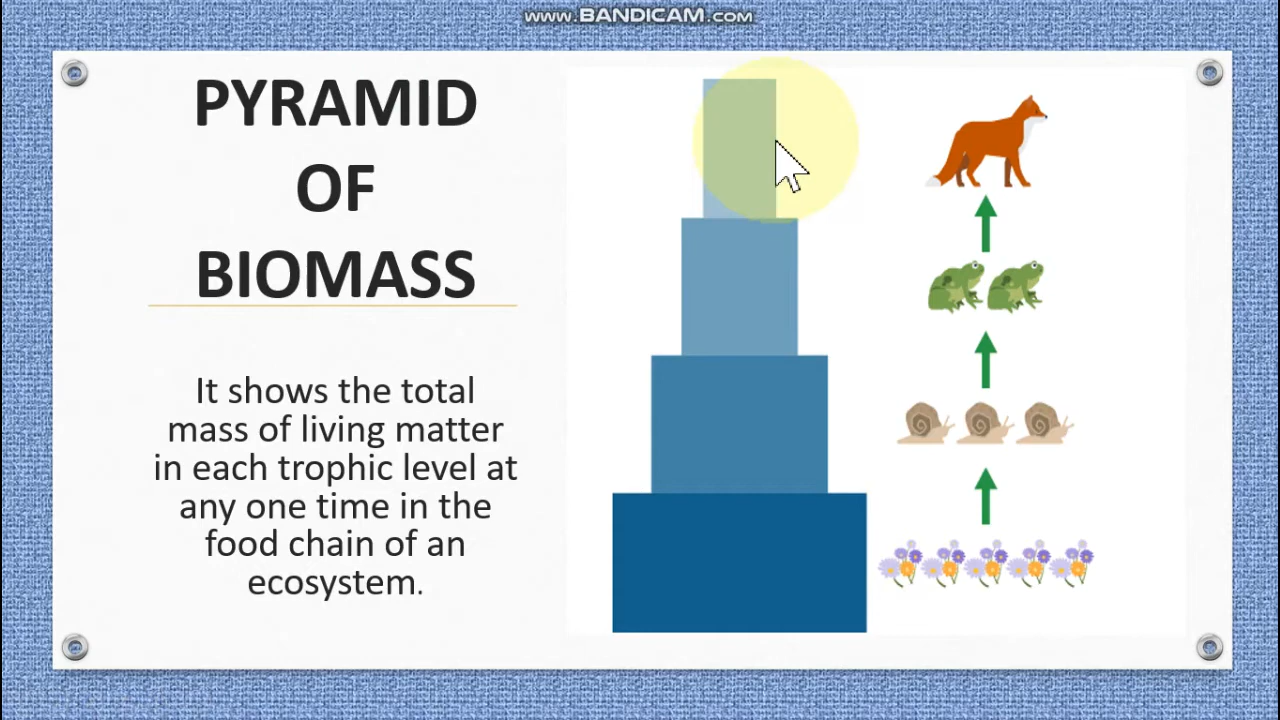 www.BANDICAM.com
PYRAMID
OF
BIOMASS
It shows the total
mass of living matter
in each trophic level at
any one time in the
food chain of an
ecosystem.